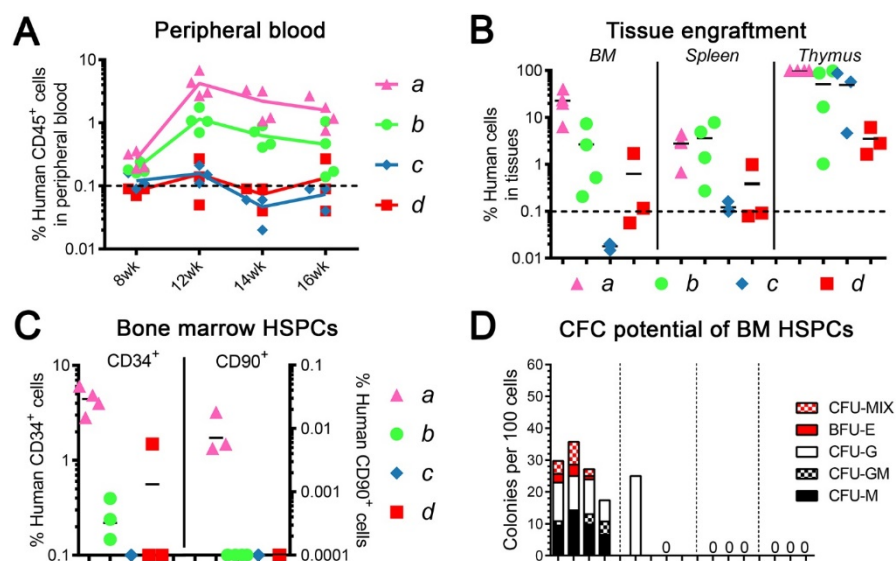 A
Peripheral blood
% Human CD45⁺ cells
in peripheral blood
10
1
0.1
0.01
8wk
12wk
14wk
16wk
a
b
c
d
B
Tissue engraftment
BM
Spleen
Thymus
% Human cells
in tissues
100
10
1
0.1
0.01
a
b
c
d
C
Bone marrow HSPCs
CD34⁺
CD90⁺
% Human CD34⁺ cells
10
1
0.1
0.1
0.01
0.001
0.0001
% Human CD90⁺ cells
a
b
c
d
D
CFC potential of BM HSPCs
Colonies per 100 cells
60
50
40
30
20
10
0
0
0 0 0
0 0 0
CFU-MIX
BFU-E
CFU-G
CFU-GM
CFU-M